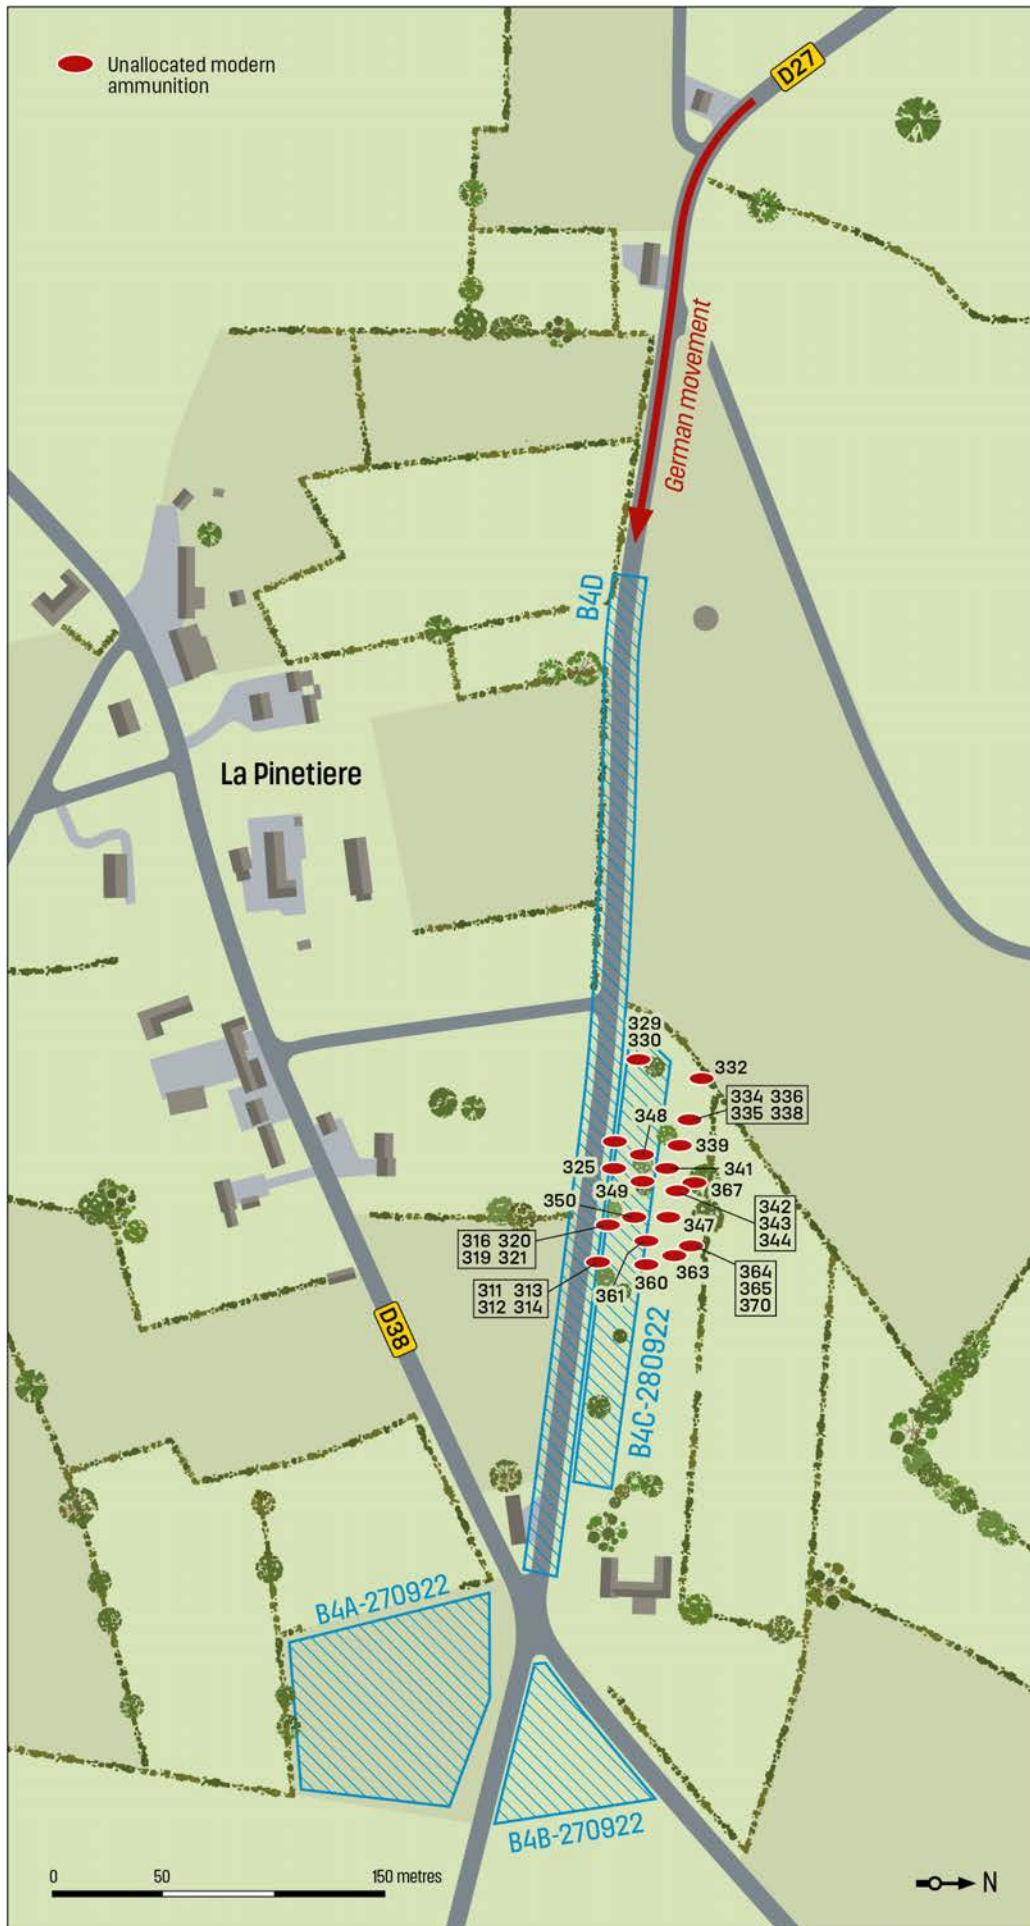 Unallocated modern
ammunition
D27
German movement
B4D
La Pinetiere
329
330
332
334 336
335 338
348
339
325
341
349
367
350
342
343
344
347
316 320
319 321
311 313
312 314
361
360
363
364
365
370
D38
B4C-280922
B4A-270922
B4B-270922
0 50 150 metres
N